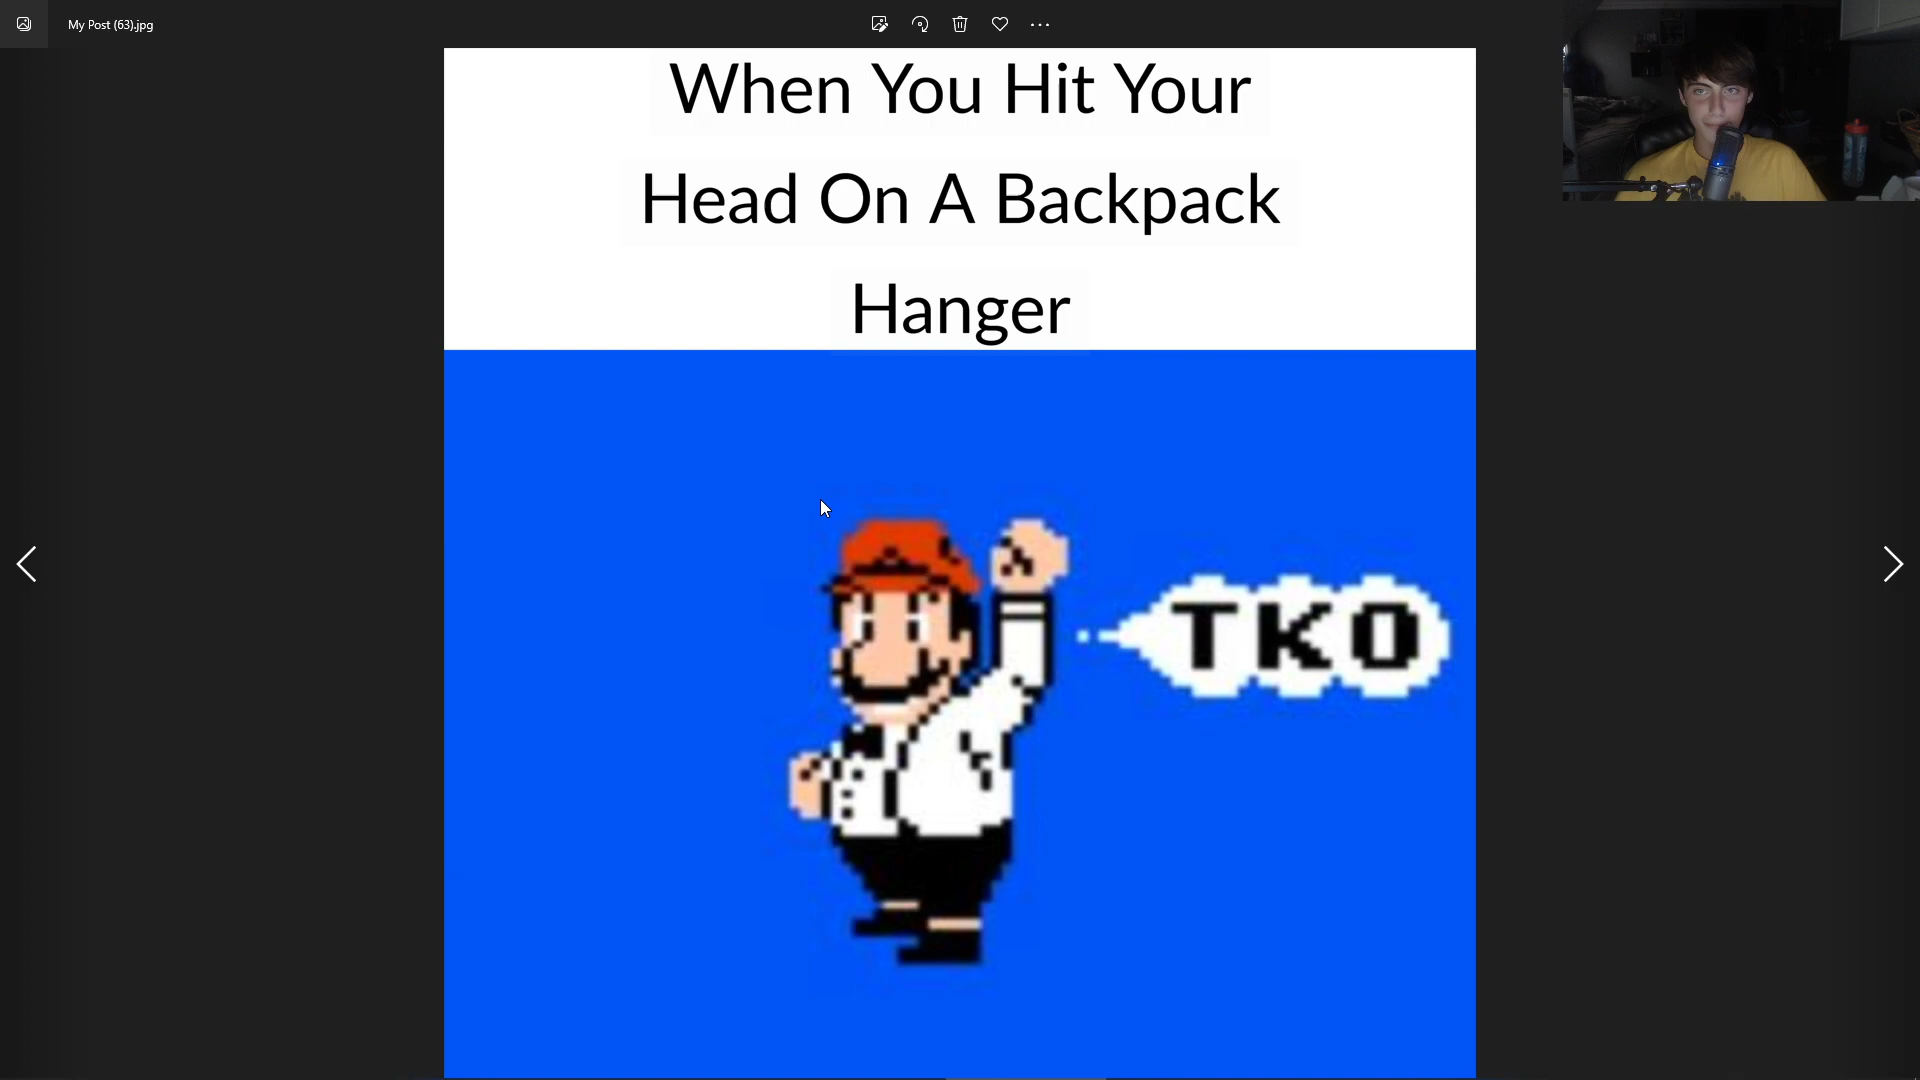 My Post (63).jpg
When You Hit Your
Head On A Backpack
Hanger
TKO